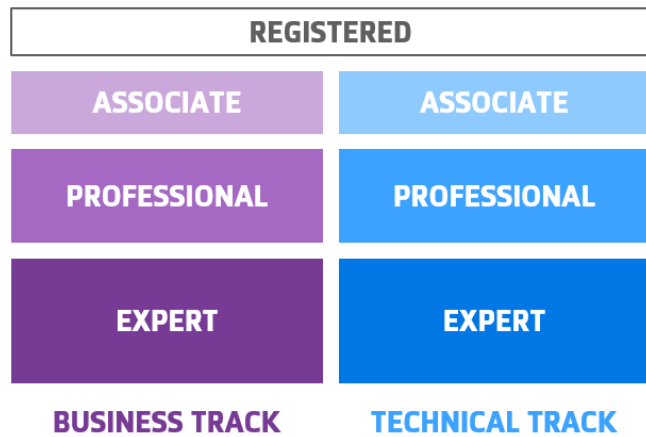 REGISTERED
ASSOCIATE
ASSOCIATE
PROFESSIONAL
PROFESSIONAL
EXPERT
EXPERT
BUSINESS TRACK
TECHNICAL TRACK